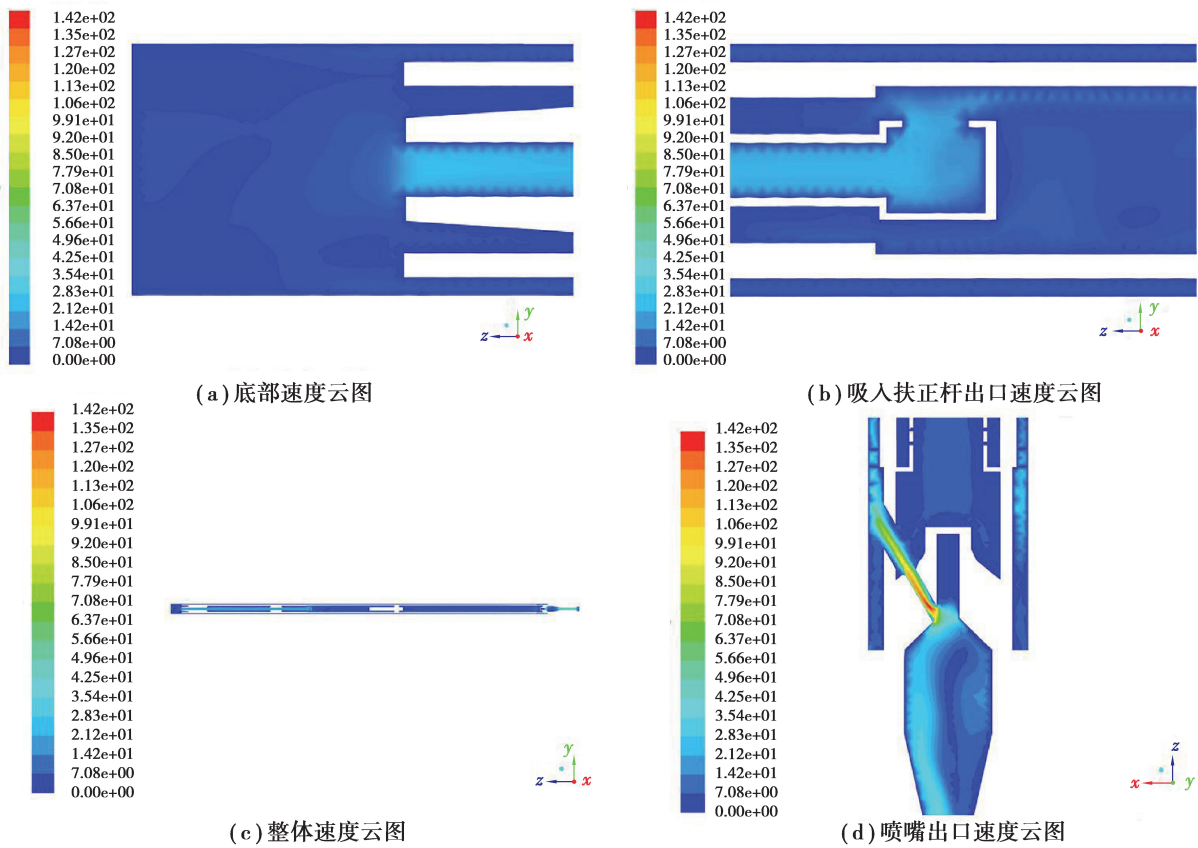 1.42e+02
1.35e+02
1.27e+02
1.20e+02
1.13e+02
1.06e+02
9.91e+01
9.20e+01
8.50e+01
7.79e+01
7.08e+01
6.37e+01
5.66e+01
4.96e+01
4.25e+01
3.54e+01
2.83e+01
2.12e+01
1.42e+01
7.08e+00
0.00e+00
y
z
x
(a)底部速度云图
1.42e+02
1.35e+02
1.27e+02
1.20e+02
1.13e+02
1.06e+02
9.91e+01
9.20e+01
8.50e+01
7.79e+01
7.08e+01
6.37e+01
5.66e+01
4.96e+01
4.25e+01
3.54e+01
2.83e+01
2.12e+01
1.42e+01
7.08e+00
0.00e+00
y
z
x
(b)吸入扶正杆出口速度云图
1.42e+02
1.35e+02
1.27e+02
1.20e+02
1.13e+02
1.06e+02
9.91e+01
9.20e+01
8.50e+01
7.79e+01
7.08e+01
6.37e+01
5.66e+01
4.96e+01
4.25e+01
3.54e+01
2.83e+01
2.12e+01
1.42e+01
7.08e+00
0.00e+00
y
z
x
(c)整体速度云图
1.42e+02
1.35e+02
1.27e+02
1.20e+02
1.13e+02
1.06e+02
9.91e+01
9.20e+01
8.50e+01
7.79e+01
7.08e+01
6.37e+01
5.66e+01
4.96e+01
4.25e+01
3.54e+01
2.83e+01
2.12e+01
1.42e+01
7.08e+00
0.00e+00
z
x
y
(d)喷嘴出口速度云图